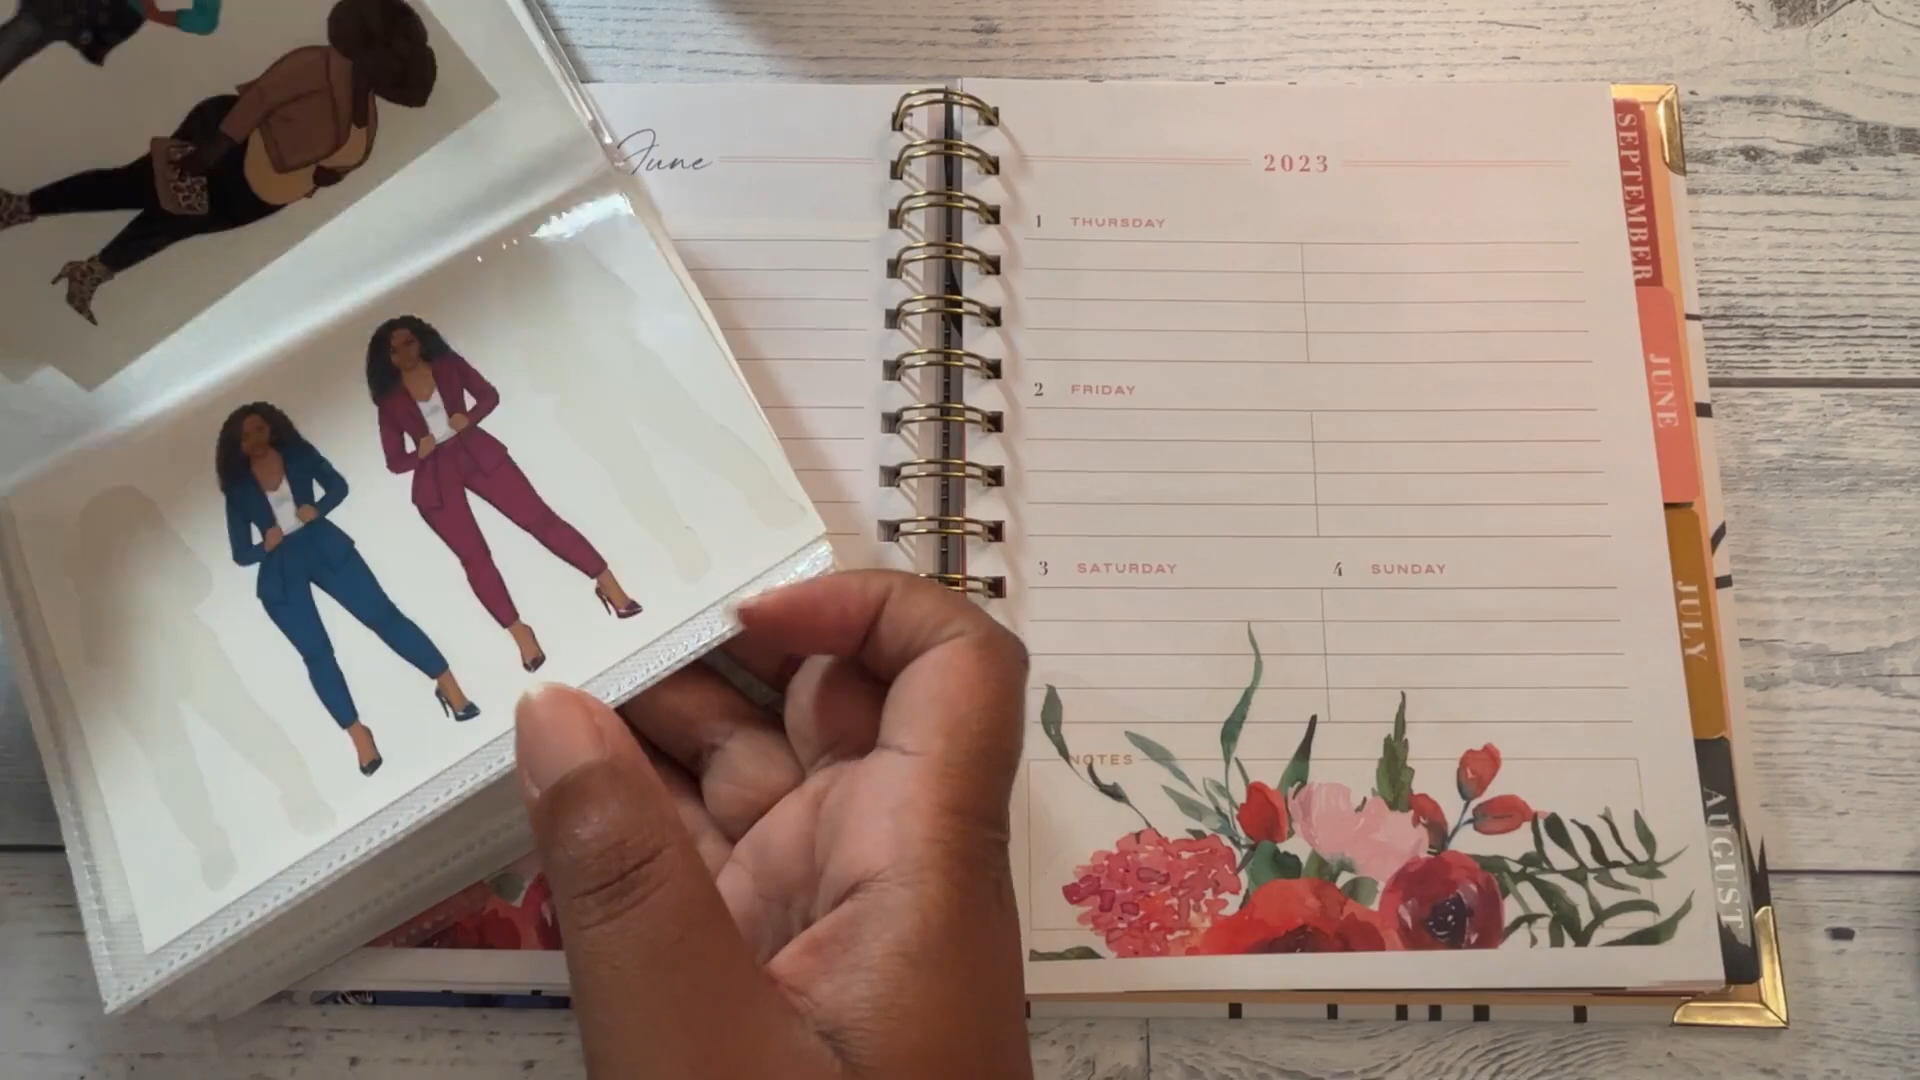 June
2023
1 THURSDAY
2 FRIDAY
3 SATURDAY
4 SUNDAY
NOTES
SEPTEMBER
JUNE
JULY
AUGUST